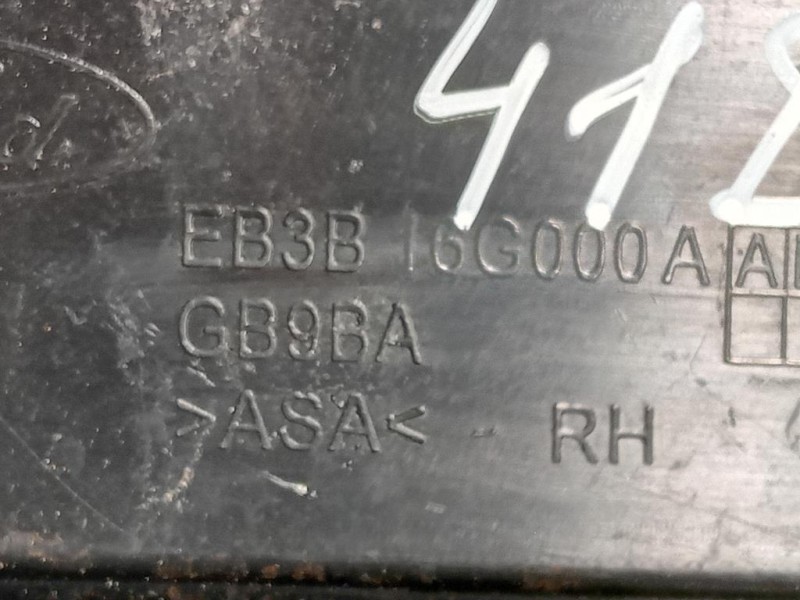 41
EB3B 16G000A A
GB9BA
>ASA< - RH